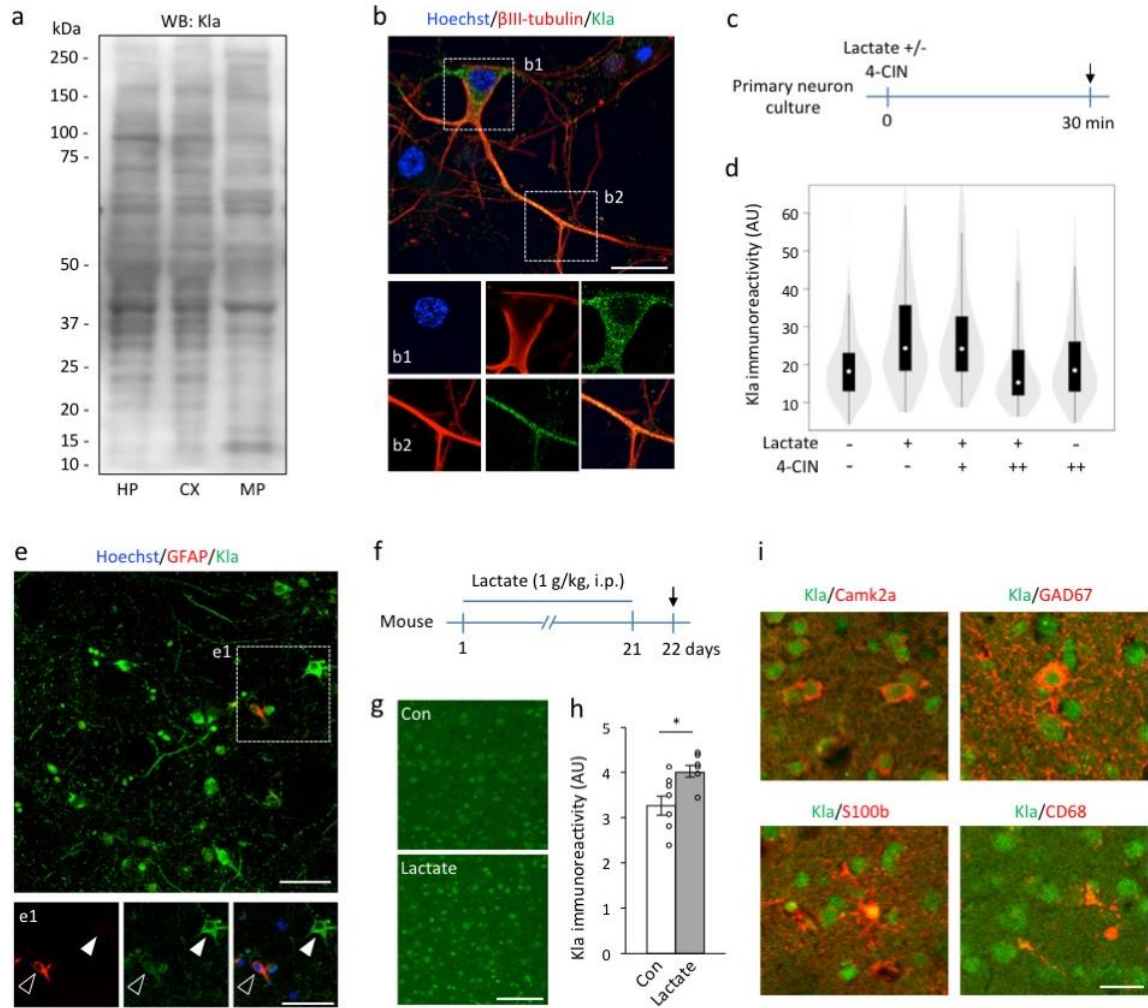 a
WB: Kla
kDa
250 -
150 -
100 -
75 -
50 -
37 -
25 -
20 -
15 -
10 -
HP CX MP
b
Hoechst/βIII-tubulin/Kla
b1
b2
b1
b2
c
Lactate +/-
4-CIN
Primary neuron
culture
0
30 min
d
Kla immunoreactivity (AU)
60
50
40
30
20
10
Lactate - + + + -
4-CIN - - + ++ ++
e
Hoechst/GFAP/Kla
e1
e1
f
Lactate (1 g/kg, i.p.)
Mouse
1 21 22 days
g
Con
Lactate
h
*
Kla immunoreactivity (AU)
5
4
3
2
1
0
Con
Lactate
i
Kla/Camk2a
Kla/GAD67
Kla/S100b
Kla/CD68